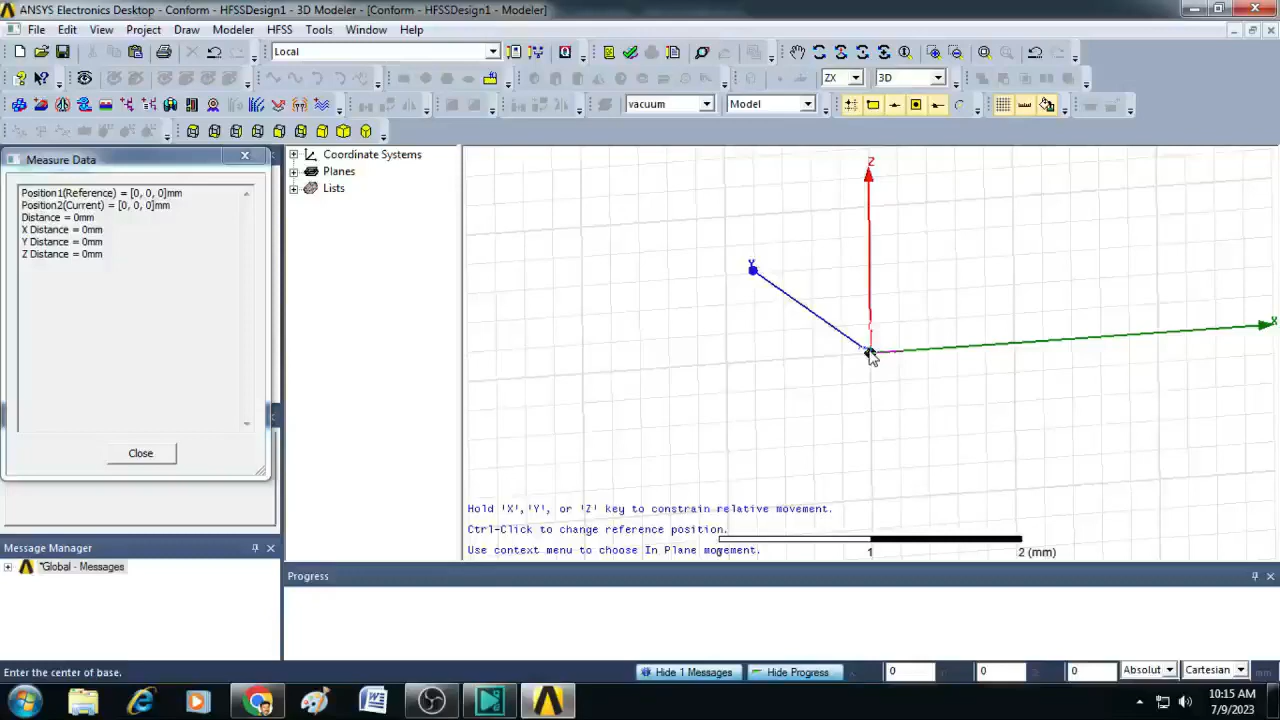 ANSYS Electronics Desktop - Conform - HFSSDesign1 - 3D Modeler - [Conform - HFSSDesign1 - Modeler]
File Edit View Project Draw Modeler HFSS Tools Window Help
Local
ZX 3D
vacuum Model
Measure Data
Position1(Reference) = [0, 0, 0]mm
Position2(Current) = [0, 0, 0]mm
Distance = 0mm
X Distance = 0mm
Y Distance = 0mm
Z Distance = 0mm
Close
Coordinate Systems
Planes
Lists
Z
Y
X
Hold 'X','Y', or 'Z' key to constrain relative movement.
Ctrl-Click to change reference position.
Use context menu to choose In Plane movement.
1 2 (mm)
Message Manager
*Global - Messages
Progress
Enter the center of base.
Hide 1 Messages Hide Progress 0 0 0 Absolut Cartesian mm
10:15 AM
7/9/2023